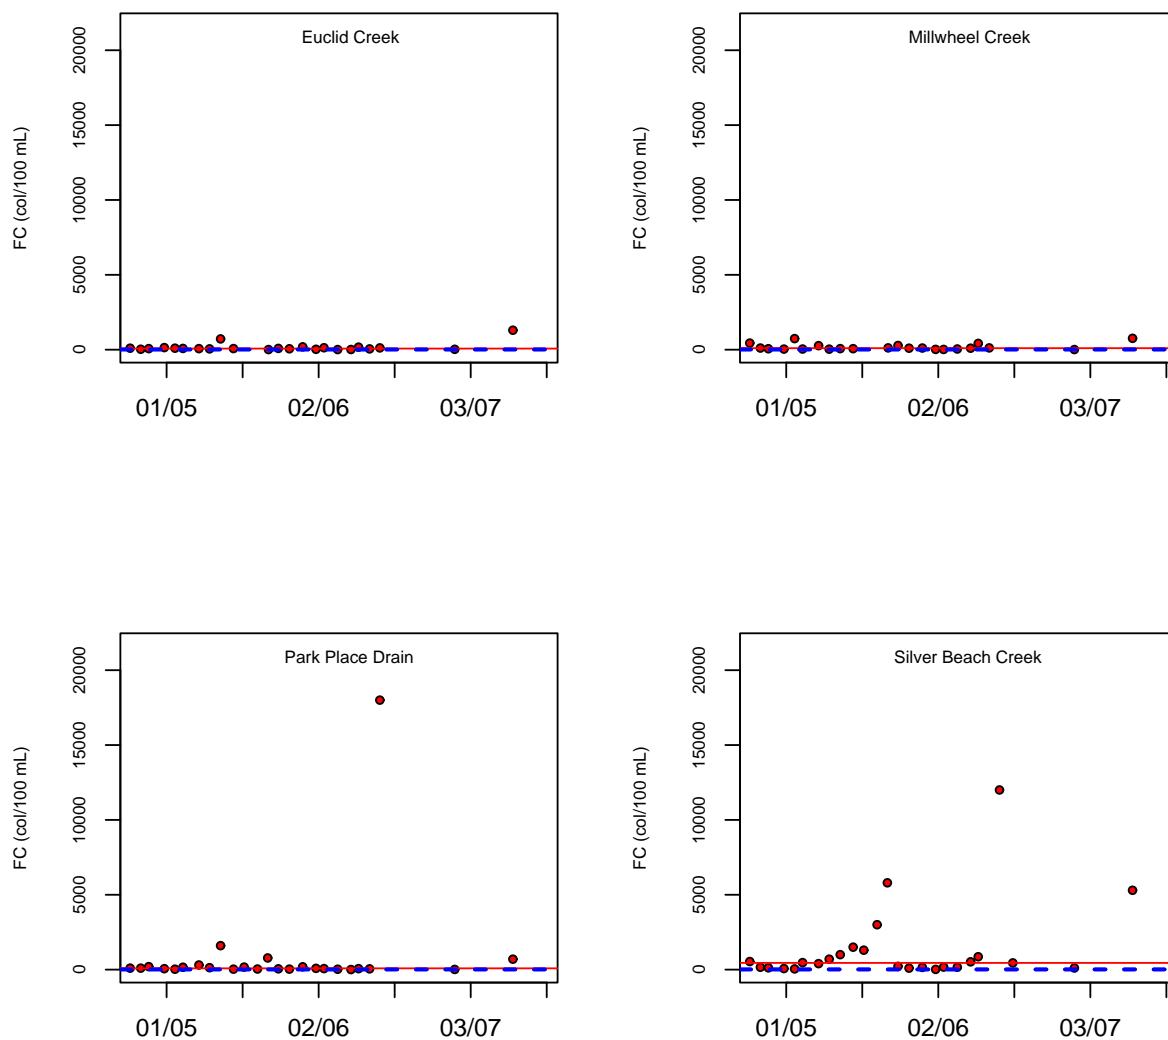 Euclid Creek
FC (col/100 mL)
20000
15000
10000
5000
0
01/05 02/06 03/07
Millwheel Creek
FC (col/100 mL)
20000
15000
10000
5000
0
01/05 02/06 03/07
Park Place Drain
FC (col/100 mL)
20000
15000
10000
5000
0
01/05 02/06 03/07
Silver Beach Creek
FC (col/100 mL)
20000
15000
10000
5000
0
01/05 02/06 03/07